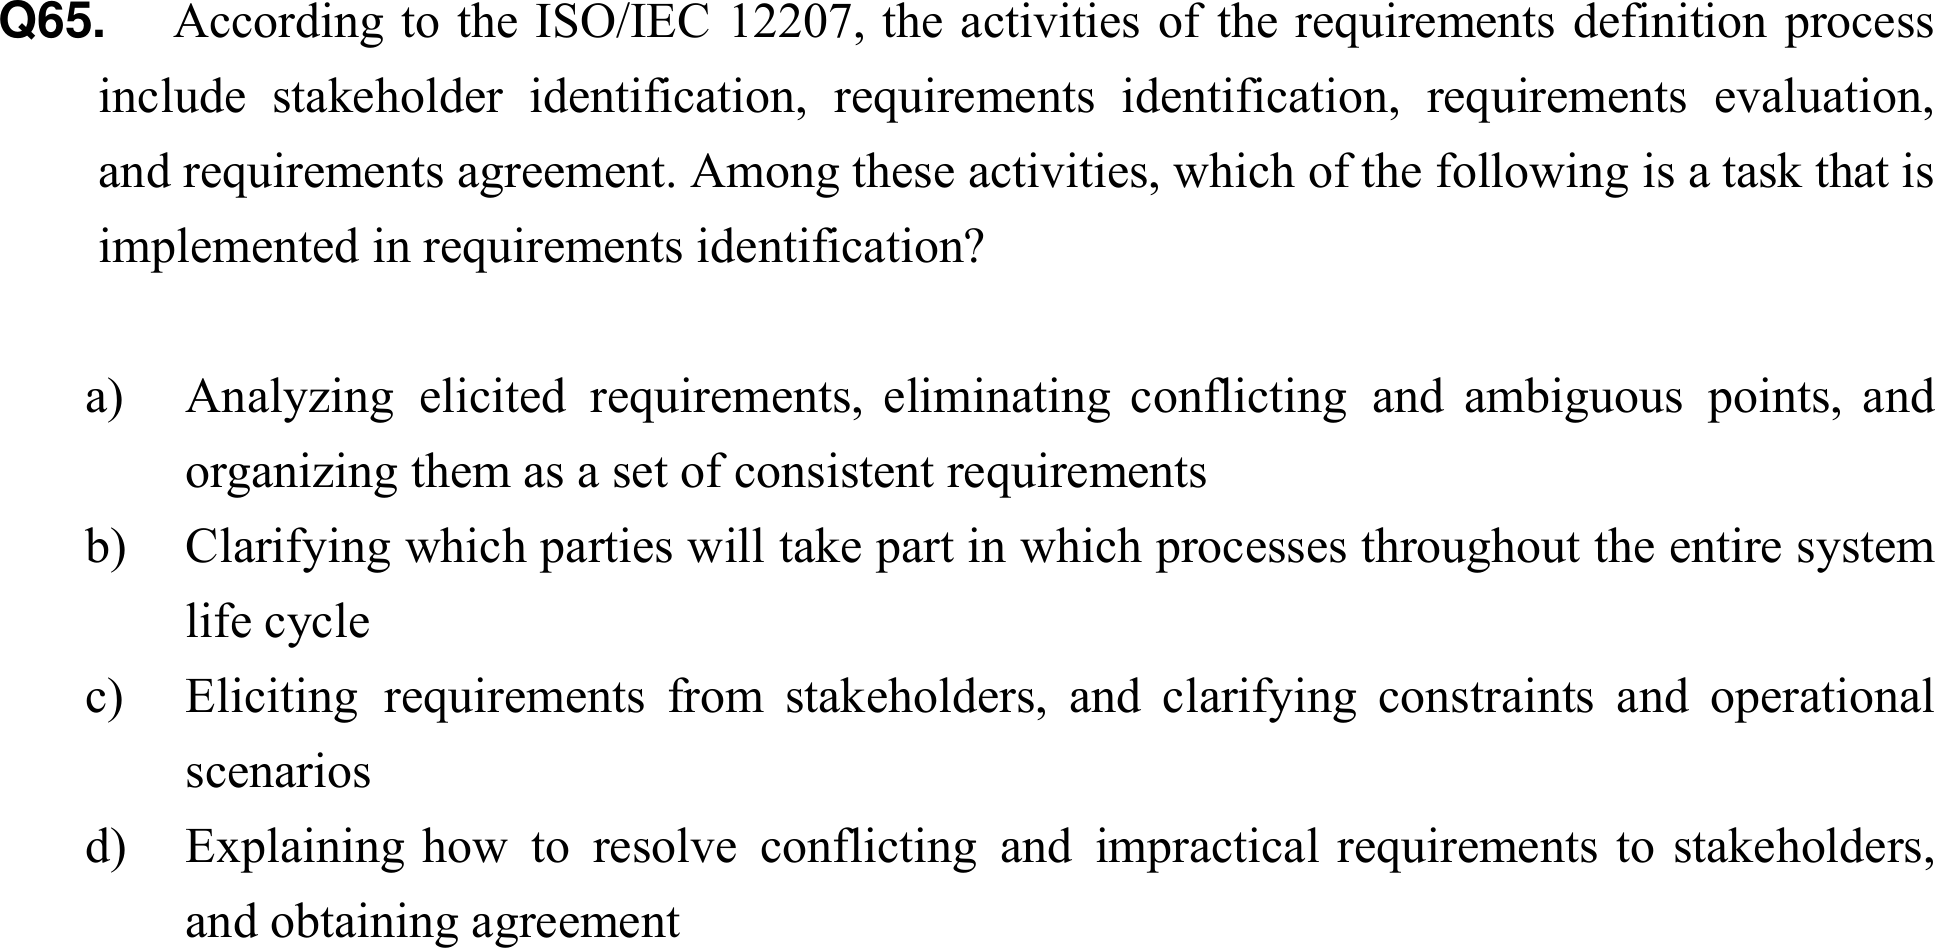 Q65. According to the ISO/IEC 12207, the activities of the requirements definition process
include stakeholder identification, requirements identification, requirements evaluation,
and requirements agreement. Among these activities, which of the following is a task that is
implemented in requirements identification?
a) Analyzing elicited requirements, eliminating conflicting and ambiguous points, and
organizing them as a set of consistent requirements
b) Clarifying which parties will take part in which processes throughout the entire system
life cycle
c) Eliciting requirements from stakeholders, and clarifying constraints and operational
scenarios
d) Explaining how to resolve conflicting and impractical requirements to stakeholders,
and obtaining agreement